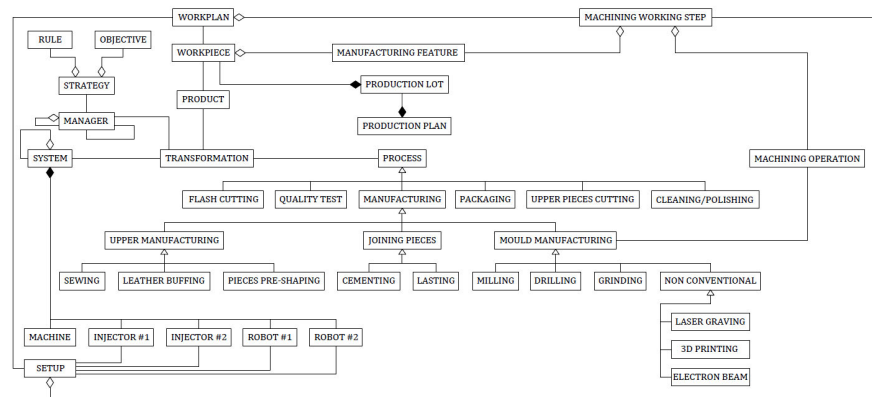 WORKPLAN
MACHINING WORKING STEP
RULE
OBJECTIVE
WORKPIECE
MANUFACTURING FEATURE
STRATEGY
PRODUCTION LOT
PRODUCT
MANAGER
PRODUCTION PLAN
SYSTEM
TRANSFORMATION
PROCESS
MACHINING OPERATION
FLASH CUTTING
QUALITY TEST
MANUFACTURING
PACKAGING
UPPER PIECES CUTTING
CLEANING/POLISHING
UPPER MANUFACTURING
JOINING PIECES
MOULD MANUFACTURING
SEWING
LEATHER BUFFING
PIECES PRE-SHAPING
CEMENTING
LASTING
MILLING
DRILLING
GRINDING
NON CONVENTIONAL
LASER GRAVING
MACHINE
INJECTOR #1
INJECTOR #2
ROBOT #1
ROBOT #2
3D PRINTING
SETUP
ELECTRON BEAM